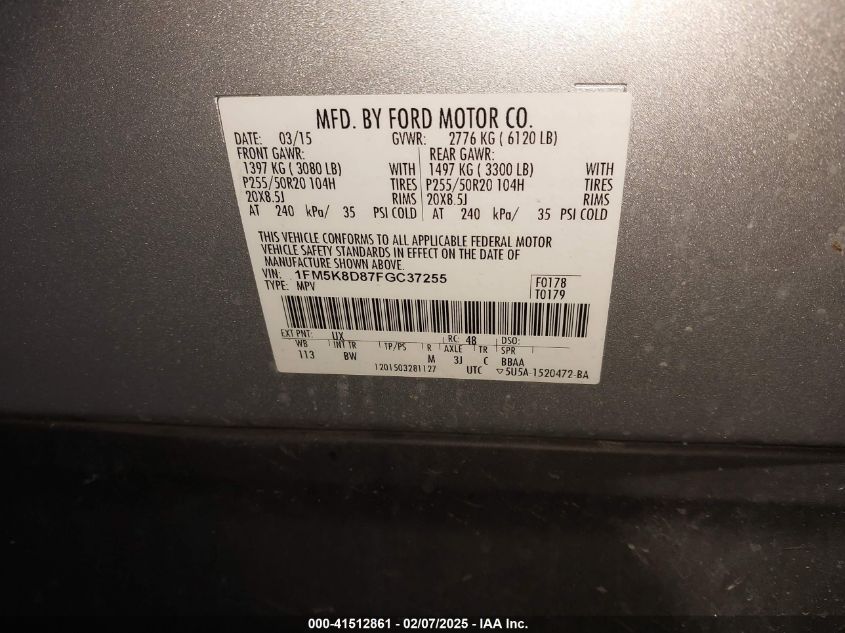 MFD. BY FORD MOTOR CO.
DATE: 03/15 GVWR: 2776 KG ( 6120 LB)
FRONT GAWR: REAR GAWR:
1397 KG ( 3080 LB) WITH 1497 KG ( 3300 LB) WITH
P255/50R20 104H TIRES P255/50R20 104H TIRES
20X8.5J RIMS 20X8.5J RIMS
AT 240 kPa/ 35 PSI COLD AT 240 kPa/ 35 PSI COLD
THIS VEHICLE CONFORMS TO ALL APPLICABLE FEDERAL MOTOR
VEHICLE SAFETY STANDARDS IN EFFECT ON THE DATE OF
MANUFACTURE SHOWN ABOVE.
VIN: 1FM5K8D87FGC37255 F0178
TYPE: MPV T0179
EXT PNT: UX RC: 48 DSO:
WB INT TR TP/PS R AXLE TR SPR
113 BW M 3J C BBAA
1201503281127 UTC ▽5U5A-1520472-BA
000-41512861 - 02/07/2025 - IAA Inc.